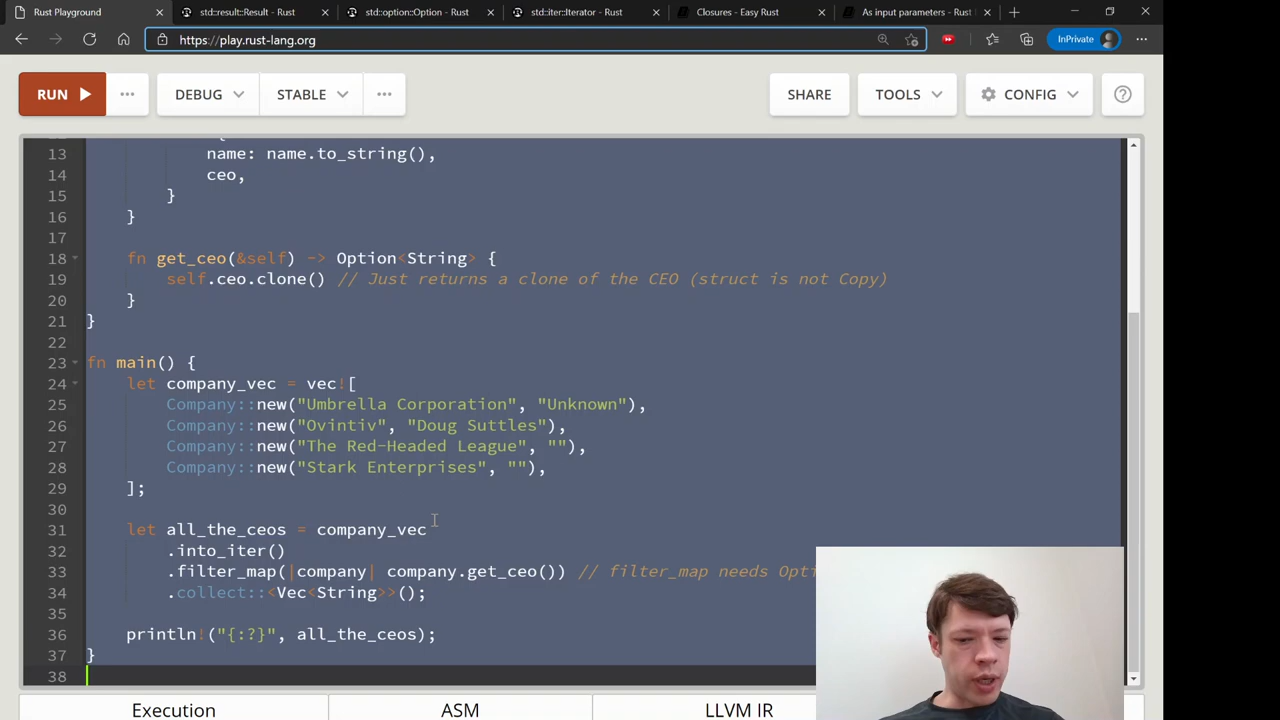 Rust Playground
std::result::Result - Rust
std::option::Option - Rust
std::iter::Iterator - Rust
Closures - Easy Rust
As input parameters - Rust
https://play.rust-lang.org
InPrivate
RUN
DEBUG
STABLE
SHARE
TOOLS
CONFIG
13 name: name.to_string(),
14 ceo,
15 }
16 }
17
18 fn get_ceo(&self) -> Option<String> {
19 self.ceo.clone() // Just returns a clone of the CEO (struct is not Copy)
20 }
21 }
22
23 fn main() {
24 let company_vec = vec![
25 Company::new("Umbrella Corporation", "Unknown"),
26 Company::new("Ovintiv", "Doug Suttles"),
27 Company::new("The Red-Headed League", ""),
28 Company::new("Stark Enterprises", ""),
29 ];
30
31 let all_the_ceos = company_vec
32 .into_iter()
33 .filter_map(|company| company.get_ceo()) // filter_map needs
34 .collect::<Vec<String>>();
35
36 println!("{:?}", all_the_ceos);
37 }
38
Execution
ASM
LLVM IR